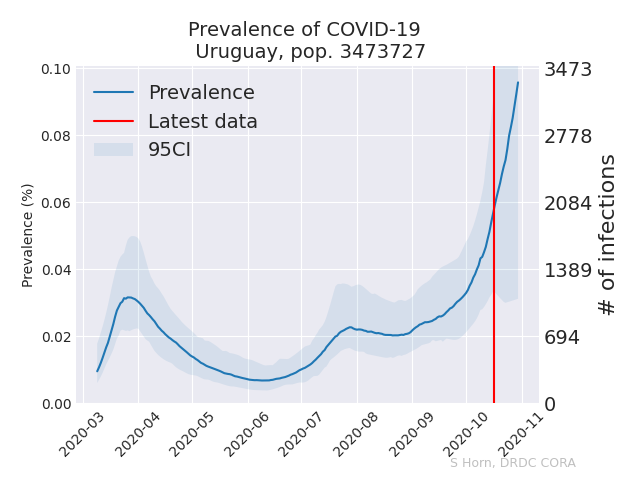 Prevalence of COVID-19
Uruguay, pop. 3473727
Prevalence
Latest data
95CI
Prevalence (%)
0.10
0.08
0.06
0.04
0.02
0.00
3473
2778
2084
1389
694
0
# of infections
2020-03
2020-04
2020-05
2020-06
2020-07
2020-08
2020-09
2020-10
2020-11
S Horn, DRDC CORA